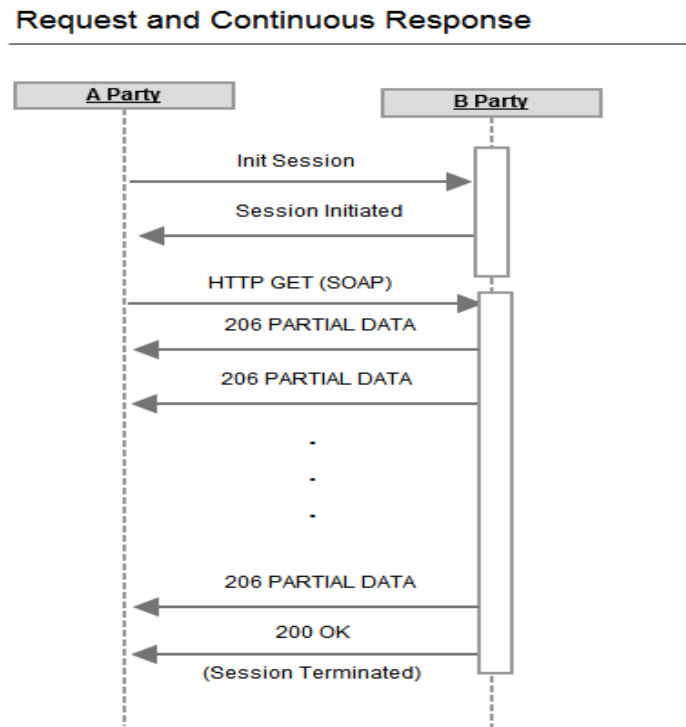 Request and Continuous Response
A Party
B Party
Init Session
Session Initiated
HTTP GET (SOAP)
206 PARTIAL DATA
206 PARTIAL DATA
-
-
-
206 PARTIAL DATA
200 OK
(Session Terminated)